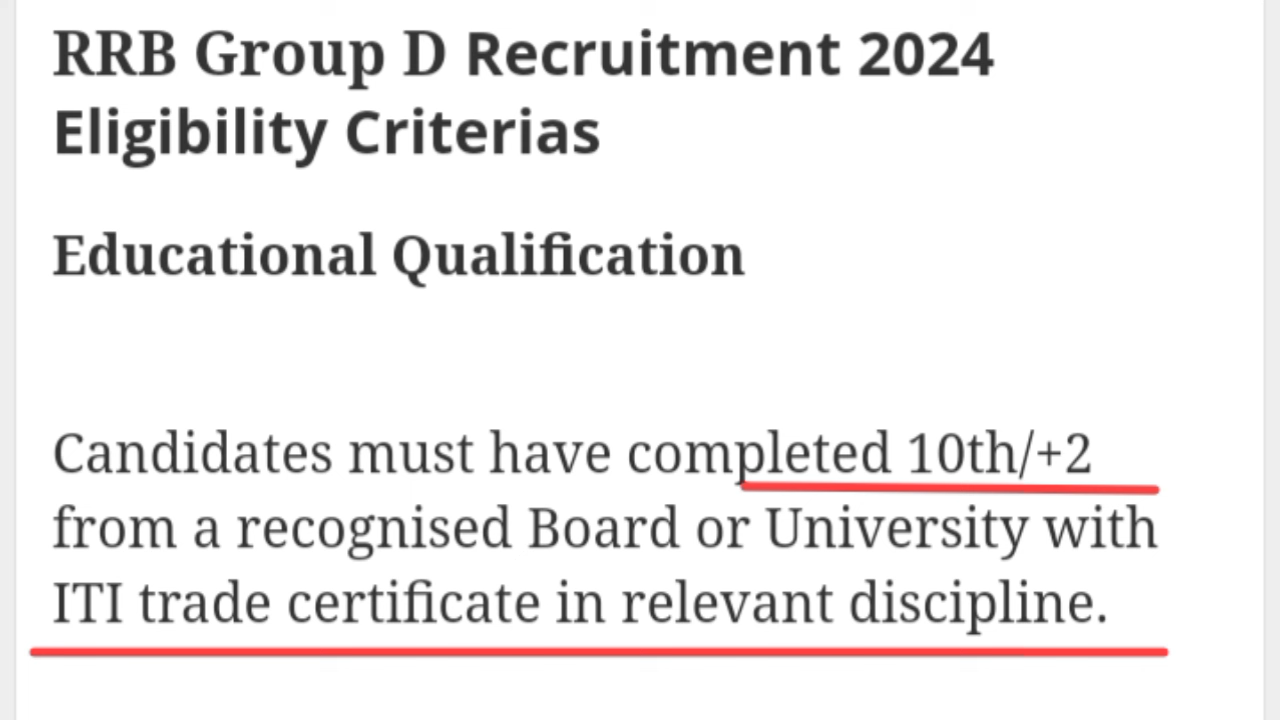 RRB Group D Recruitment 2024
Eligibility Criterias
Educational Qualification
Candidates must have completed 10th/+2
from a recognised Board or University with
ITI trade certificate in relevant discipline.